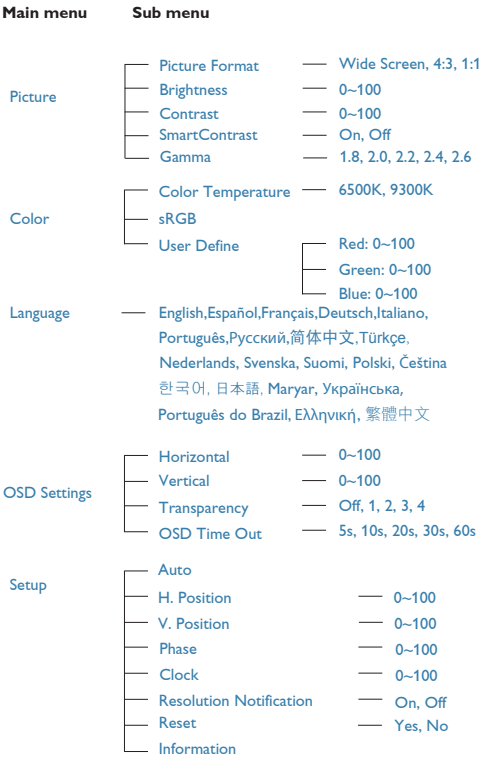 Main menu Sub menu
Picture Format Wide Screen, 4:3, 1:1
Brightness 0~100
Picture
Contrast 0~100
SmartContrast On, Off
Gamma 1.8, 2.0, 2.2, 2.4, 2.6
Color Temperature 6500K, 9300K
Color sRGB
User Define Red: 0~100
Green: 0~100
Blue: 0~100
Language English,Español,Français,Deutsch,Italiano,
Português,Русский,简体中文,Türkçe,
Nederlands, Svenska, Suomi, Polski, Čeština
한국어, 日本語, Maryar, Українська,
Português do Brazil, Ελληνική, 繁體中文
Horizontal 0~100
Vertical 0~100
OSD Settings
Transparency Off, 1, 2, 3, 4
OSD Time Out 5s, 10s, 20s, 30s, 60s
Auto
Setup
H. Position 0~100
V. Position 0~100
Phase 0~100
Clock 0~100
Resolution Notification On, Off
Reset Yes, No
Information